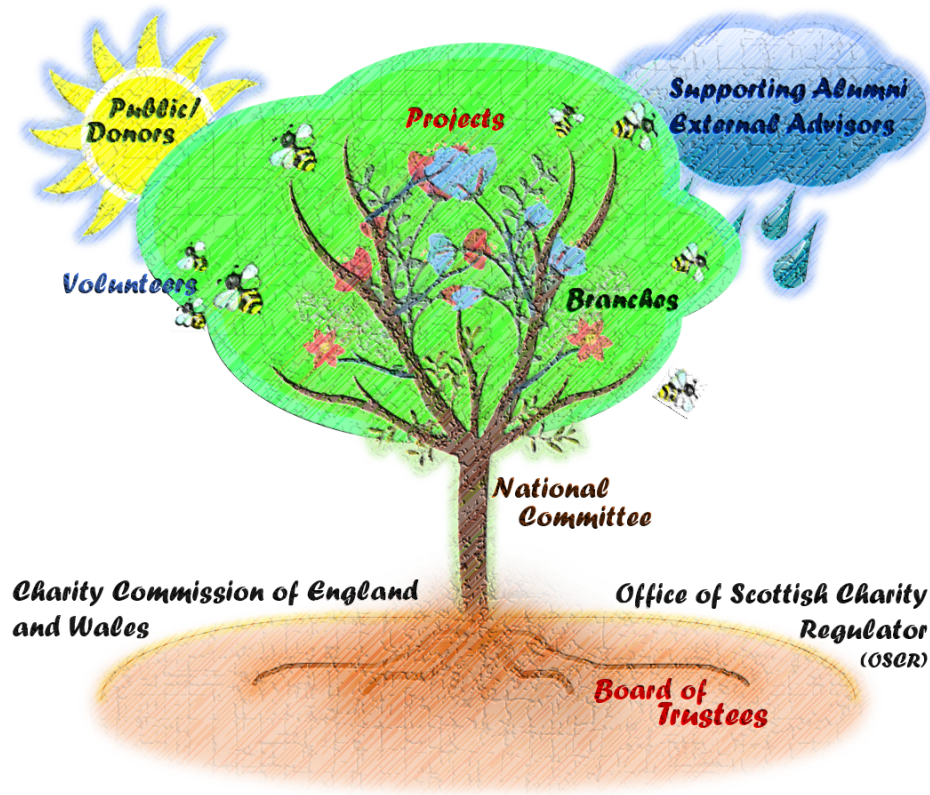 Public/
Donors
Projects
Supporting Alumni
External Advisors
Volunteers
Branches
National
Committee
Charity Commission of England
and Wales
Office of Scottish Charity
Regulator
(OSCR)
Board of
Trustees